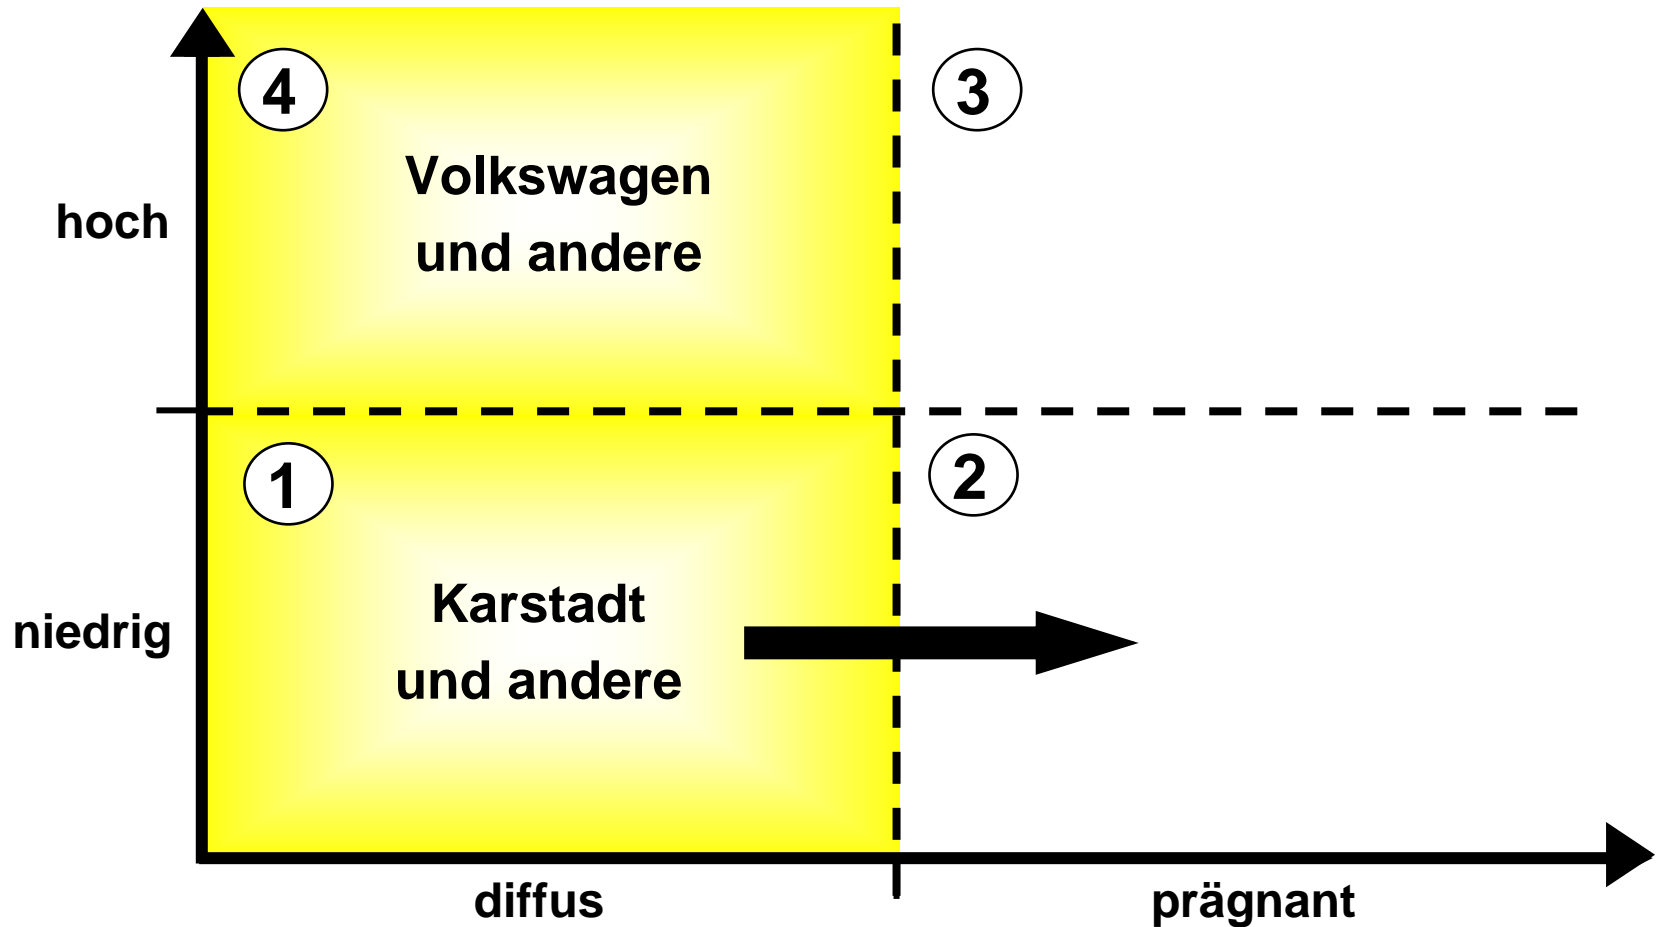 4
3
Volkswagen
und andere
hoch
1
2
Karstadt
und andere
niedrig
diffus
prägnant